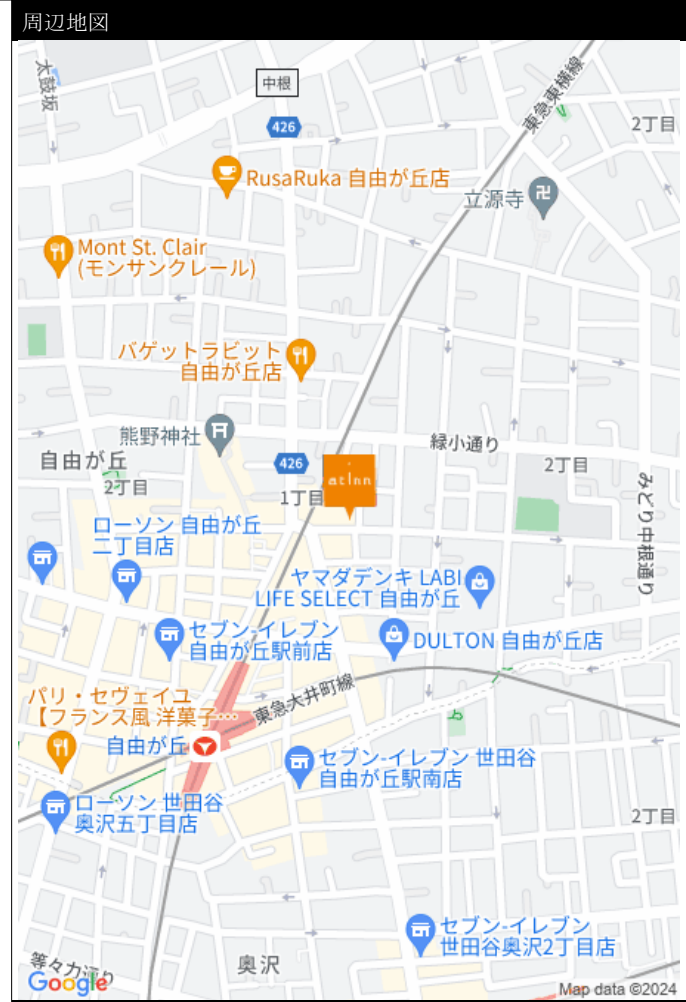 周辺地図
太鼓坂
中根
426
東急東横線
2丁目
RusaRuka 自由が丘店
立源寺
Mont St. Clair
(モンサンクレール)
バゲットラビット
自由が丘店
熊野神社
緑小通り
自由が丘
2丁目
426
atinn
2丁目
1丁目
みどり中根通り
ローソン 自由が丘
二丁目店
ヤマダデンキ LABI
LIFE SELECT 自由が丘
セブン-イレブン
自由が丘駅前店
DULTON 自由が丘店
パリ・セヴェイユ
【フランス風 洋菓子…
東急大井町線
自由が丘
セブン-イレブン 世田谷
自由が丘駅南店
ローソン 世田谷
奥沢五丁目店
2丁目
セブン-イレブン
世田谷奥沢2丁目店
奥沢
等々力通り
Google
Map data ©2024